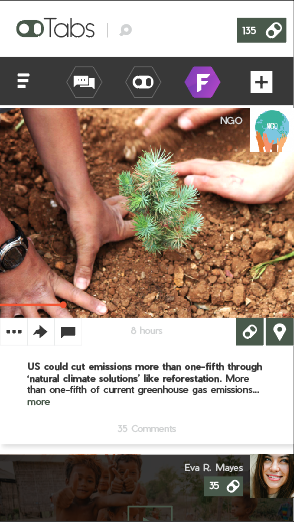 Tabs
135
F
NGO
NGO
8 hours
US could cut emissions more than one-fifth through
'natural climate solutions' like reforestation. More
than one-fifth of current greenhouse gas emissions...
more
35 Comments
Eva R. Mayes
35